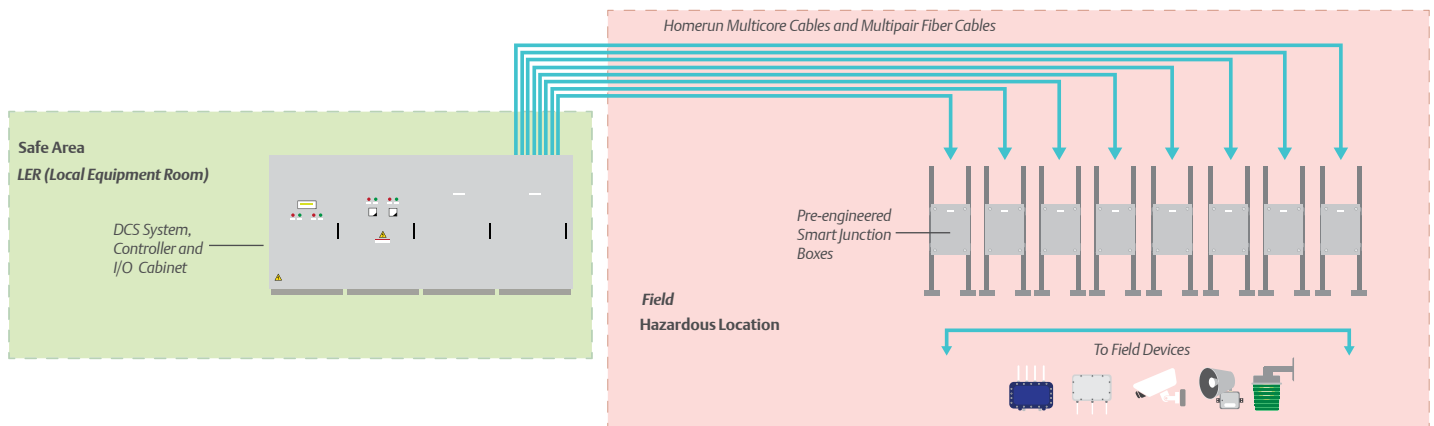 Homerun Multicore Cables and Multipair Fiber Cables
Safe Area
LER (Local Equipment Room)
DCS System,
Controller and
I/O Cabinet
Pre-engineered
Smart Junction
Boxes
Field
Hazardous Location
To Field Devices